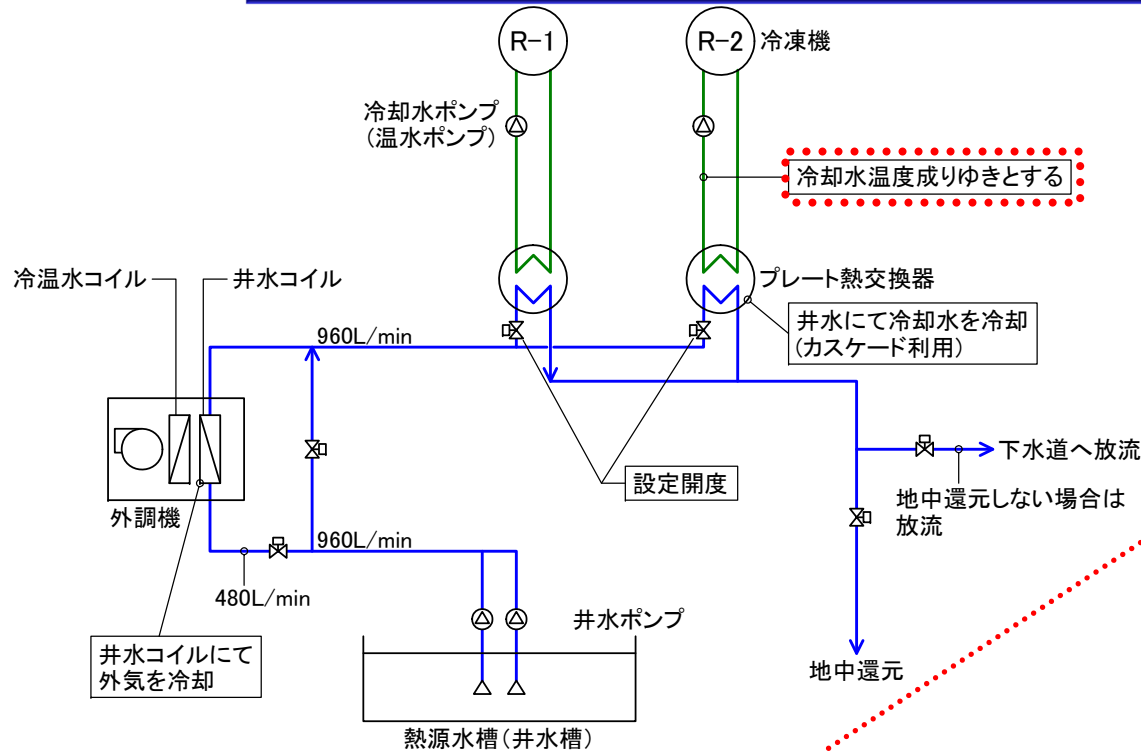 R-1
R-2
冷凍機
冷却水ポンプ
(温水ポンプ)
冷却水温度成りゆきとする
冷温水コイル
井水コイル
プレート熱交換器
井水にて冷却水を冷却
(カスケード利用)
960L/min
設定開度
下水道へ放流
地中還元しない場合は
放流
外調機
960L/min
480L/min
井水ポンプ
井水コイルにて
外気を冷却
地中還元
熱源水槽(井水槽)